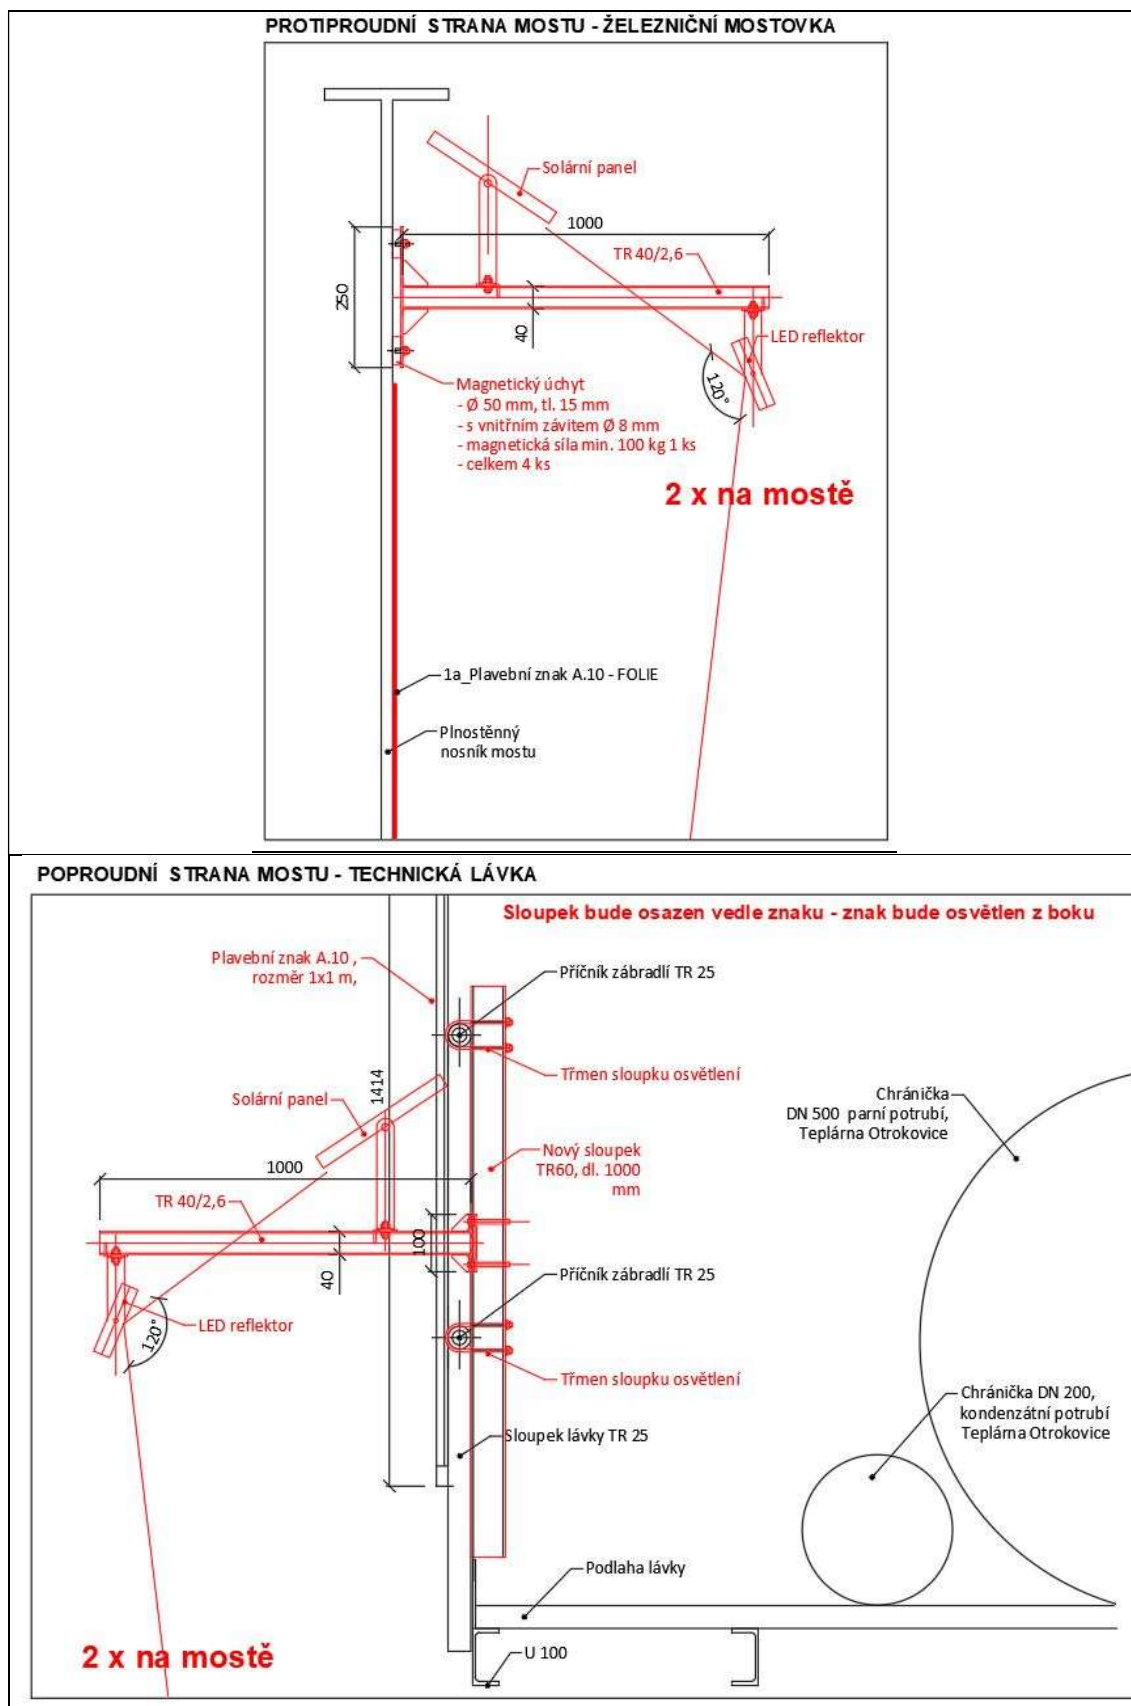 PROTIPROUDNÍ STRANA MOSTU - ŽELEZNIČNÍ MOSTOVKA
Solární panel
1000
TR 40/2,6
250
40
LED reflektor
120°
Magnetický úchyt
- Ø 50 mm, tl. 15 mm
- s vnitřním závitem Ø 8 mm
- magnetická síla min. 100 kg 1 ks
- celkem 4 ks
2 x na mostě
1a_Plavební znak A.10 - FOLIE
Plnostěnný
nosník mostu
POPROUDNÍ STRANA MOSTU - TECHNICKÁ LÁVKA
Sloupek bude osazen vedle znaku - znak bude osvětlen z boku
Plavební znak A.10 ,
rozměr 1x1 m,
Příčník zábradlí TR 25
Třmen sloupku osvětlení
1414
Solární panel
Chránička
DN 500 parní potrubí,
Teplárna Otrokovice
Nový sloupek
TR60, dl. 1000
mm
1000
TR 40/2,6
100
40
Příčník zábradlí TR 25
LED reflektor
120°
Třmen sloupku osvětlení
Chránička DN 200,
kondenzátní potrubí
Teplárna Otrokovice
Sloupek lávky TR 25
Podlaha lávky
2 x na mostě
U 100